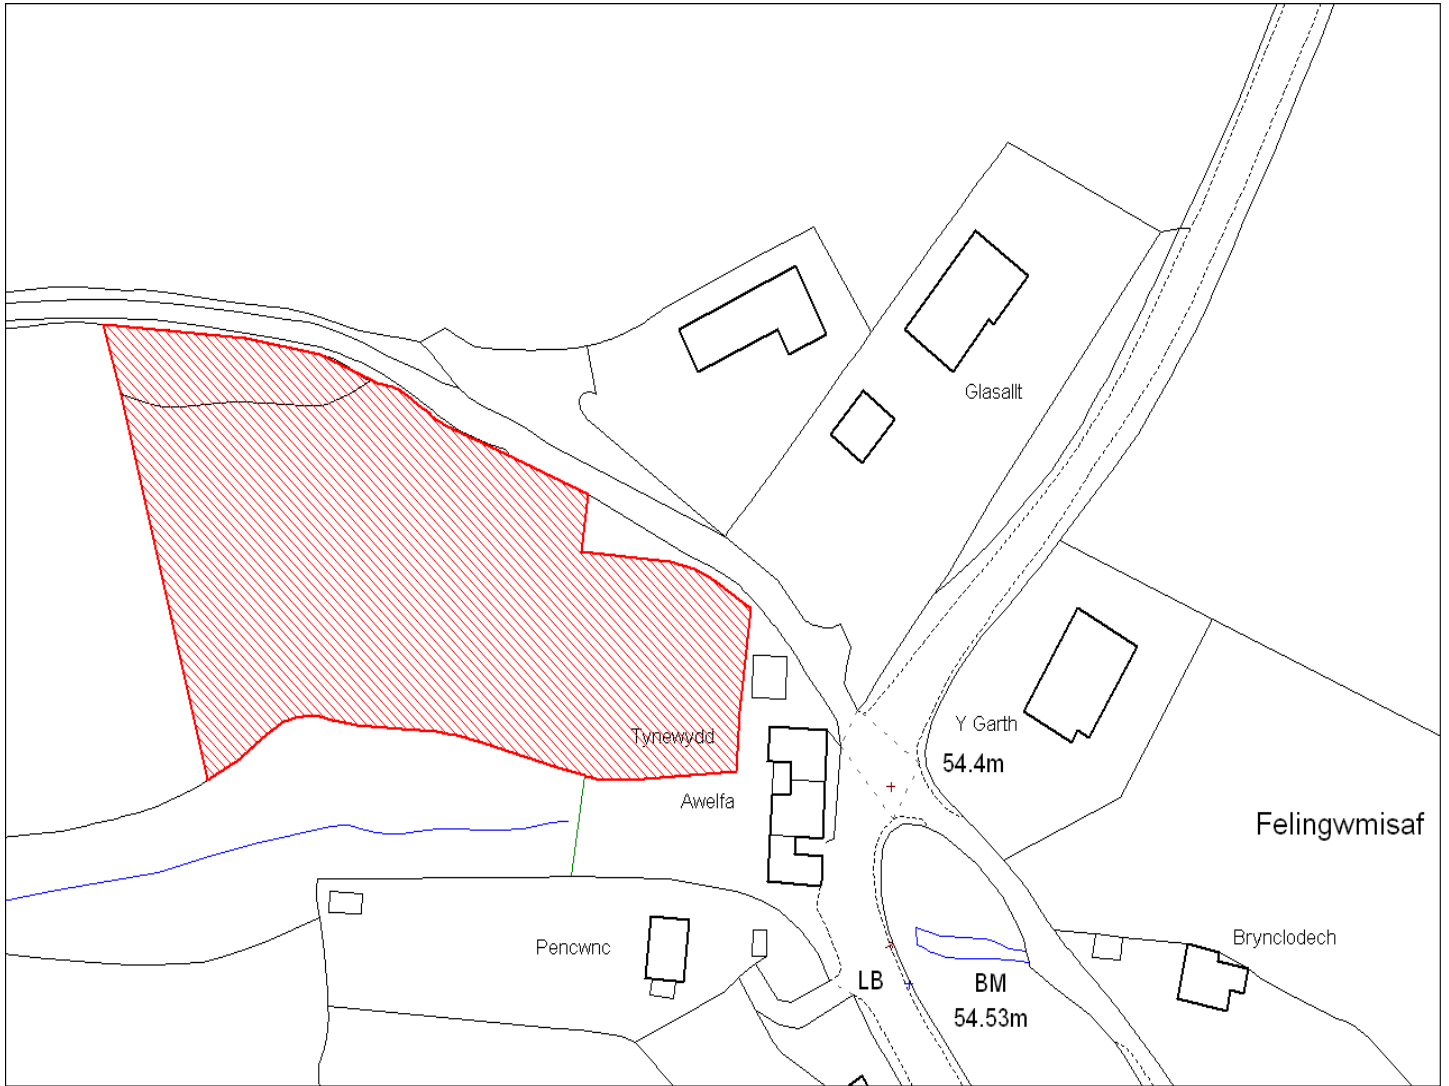 Glasallt
Y Garth
Tynewydd
54.4m
Awelfa
Felingwmisaf
Brynclodech
Pencwnc
LB
BM
54.53m